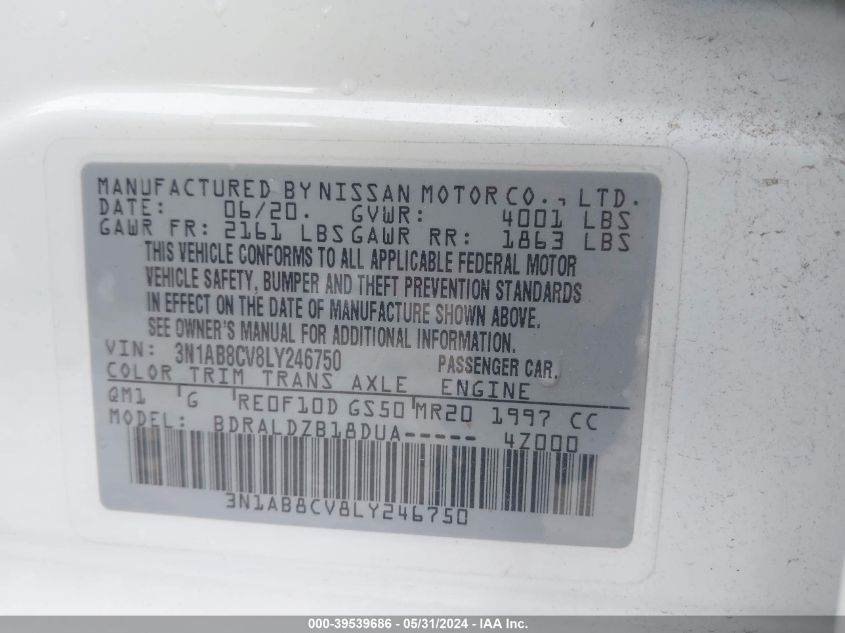 MANUFACTURED BY NISSAN MOTOR CO., LTD.
DATE: 06/20. GVWR: 4001 LBS
GAWR FR: 2161 LBS GAWR RR: 1863 LBS
THIS VEHICLE CONFORMS TO ALL APPLICABLE FEDERAL MOTOR
VEHICLE SAFETY, BUMPER AND THEFT PREVENTION STANDARDS
IN EFFECT ON THE DATE OF MANUFACTURE SHOWN ABOVE.
SEE OWNER'S MANUAL FOR ADDITIONAL INFORMATION.
VIN: 3N1AB8CV8LY246750 PASSENGER CAR.
COLOR TRIM TRANS AXLE ENGINE
QM1 G RE0F10D GS50 MR20 1997 CC
MODEL: BDRALDZB18DUA----- 4Z000
3N1AB8CV8LY246750
000-39539686 - 05/31/2024 - IAA Inc.